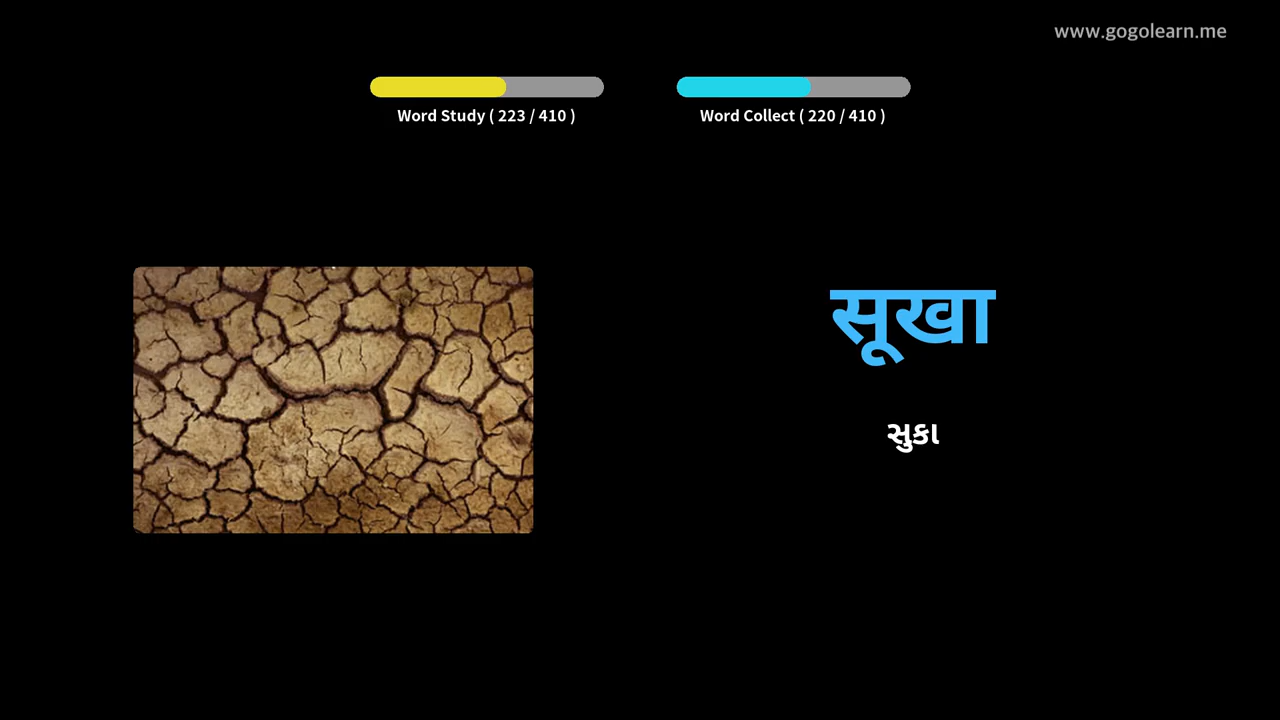 www.gogolearn.me
Word Study ( 223 / 410 )
Word Collect ( 220 / 410 )
सूखा
સુકા